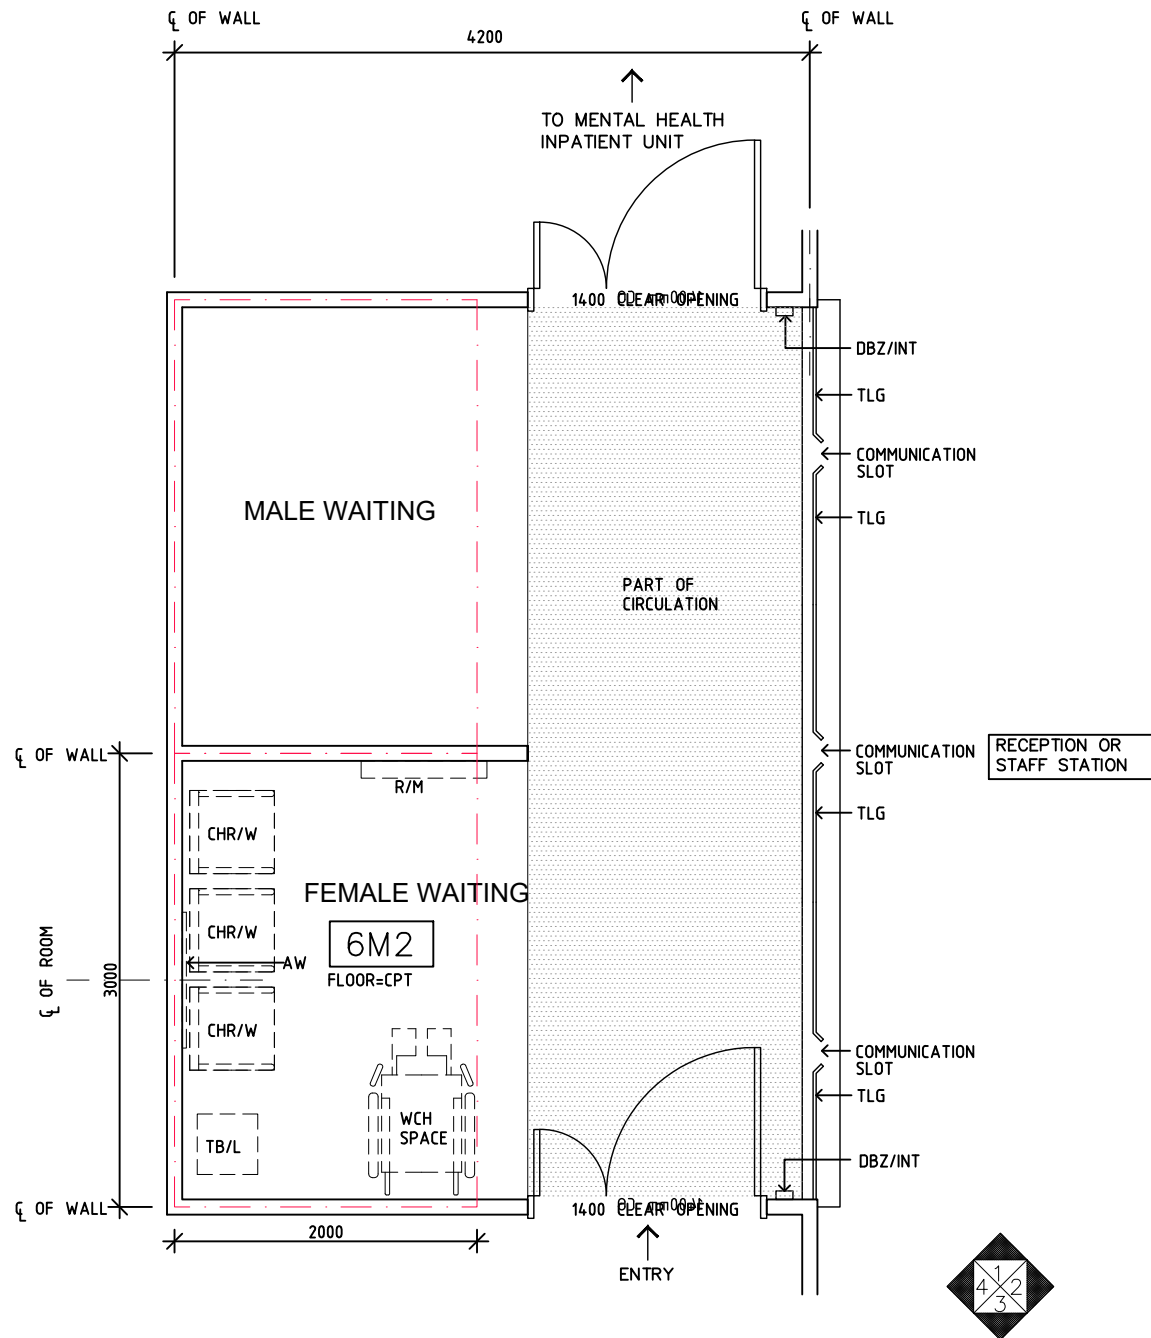 ℄ OF WALL
℄ OF WALL
4200
TO MENTAL HEALTH
INPATIENT UNIT
1400 CLEAR OPENING
DBZ/INT
TLG
COMMUNICATION
SLOT
MALE WAITING
TLG
PART OF
CIRCULATION
℄ OF WALL
COMMUNICATION
SLOT
RECEPTION OR
STAFF STATION
R/M
TLG
CHR/W
FEMALE WAITING
CHR/W
6M2
AW
FLOOR=CPT
℄ OF ROOM
3000
CHR/W
COMMUNICATION
SLOT
TLG
WCH
SPACE
TB/L
DBZ/INT
℄ OF WALL
1400 CLEAR OPENING
2000
ENTRY
1
4 2
3